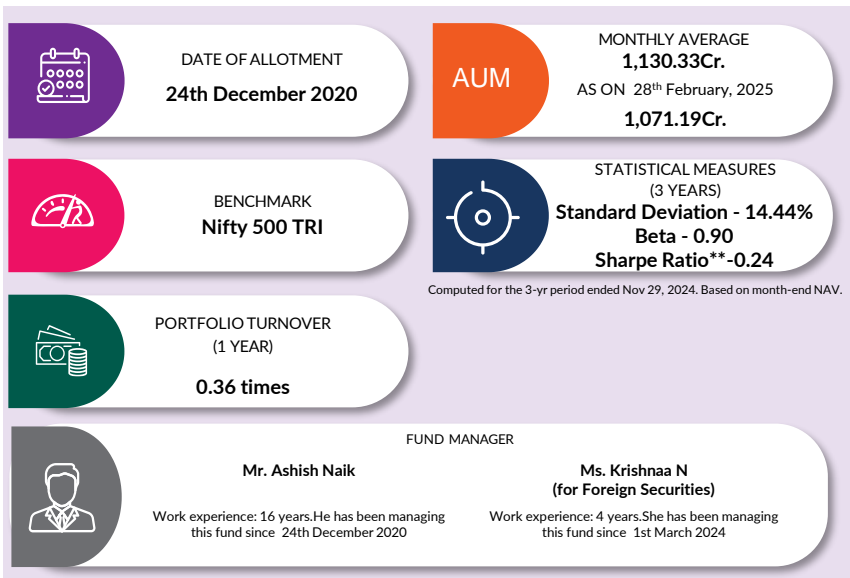 DATE OF ALLOTMENT
24th December 2020
AUM
MONTHLY AVERAGE
1,130.33Cr.
AS ON 28th February, 2025
1,071.19Cr.
BENCHMARK
Nifty 500 TRI
STATISTICAL MEASURES
(3 YEARS)
Standard Deviation - 14.44%
Beta - 0.90
Sharpe Ratio**-0.24
Computed for the 3-yr period ended Nov 29, 2024. Based on month-end NAV.
PORTFOLIO TURNOVER
(1 YEAR)
0.36 times
FUND MANAGER
Mr. Ashish Naik
Work experience: 16 years.He has been managing
this fund since 24th December 2020
Ms. Krishnaa N
(for Foreign Securities)
Work experience: 4 years.She has been managing
this fund since 1st March 2024